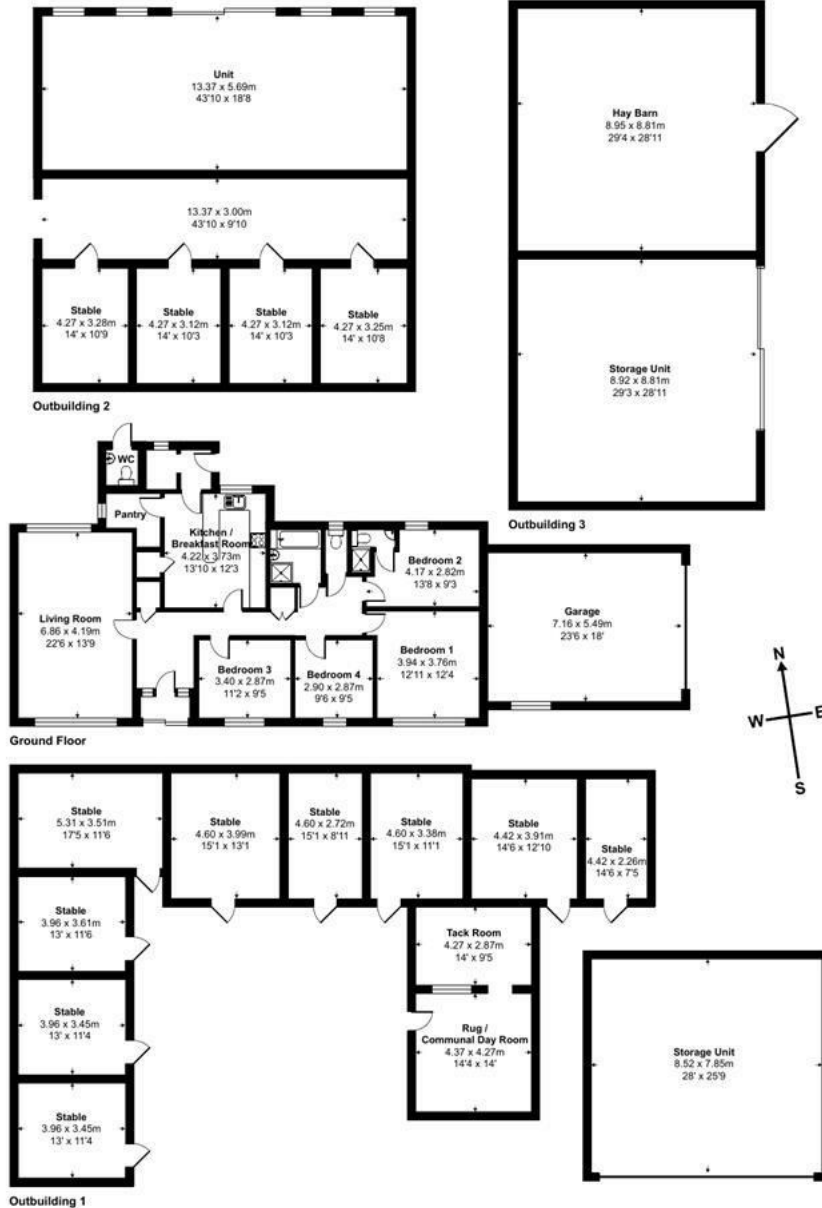 Unit
13.37 x 5.69m
43'10 x 18'8
13.37 x 3.00m
43'10 x 9'10
Stable
4.27 x 3.28m
14' x 10'9
Stable
4.27 x 3.12m
14' x 10'3
Stable
4.27 x 3.12m
14' x 10'3
Stable
4.27 x 3.25m
14' x 10'8
Outbuilding 2
Hay Barn
8.95 x 8.81m
29'4 x 28'11
Storage Unit
8.92 x 8.81m
29'3 x 28'11
Outbuilding 3
WC
Pantry
Kitchen /
Breakfast Room
4.22 x 3.73m
13'10 x 12'3
Living Room
6.86 x 4.19m
22'6 x 13'9
Bedroom 2
4.17 x 2.82m
13'8 x 9'3
Bedroom 1
3.94 x 3.76m
12'11 x 12'4
Bedroom 3
3.40 x 2.87m
11'2 x 9'5
Bedroom 4
2.90 x 2.87m
9'6 x 9'5
Garage
7.16 x 5.49m
23'6 x 18'
Ground Floor
N
W
E
S
Stable
5.31 x 3.51m
17'5 x 11'6
Stable
4.60 x 3.99m
15'1 x 13'1
Stable
4.60 x 2.72m
15'1 x 8'11
Stable
4.60 x 3.38m
15'1 x 11'1
Stable
4.42 x 3.91m
14'6 x 12'10
Stable
4.42 x 2.26m
14'6 x 7'5
Stable
3.96 x 3.61m
13' x 11'6
Stable
3.96 x 3.45m
13' x 11'4
Stable
3.96 x 3.45m
13' x 11'4
Tack Room
4.27 x 2.87m
14' x 9'5
Rug /
Communal Day Room
4.37 x 4.27m
14'4 x 14'
Storage Unit
8.52 x 7.85m
28' x 25'9
Outbuilding 1